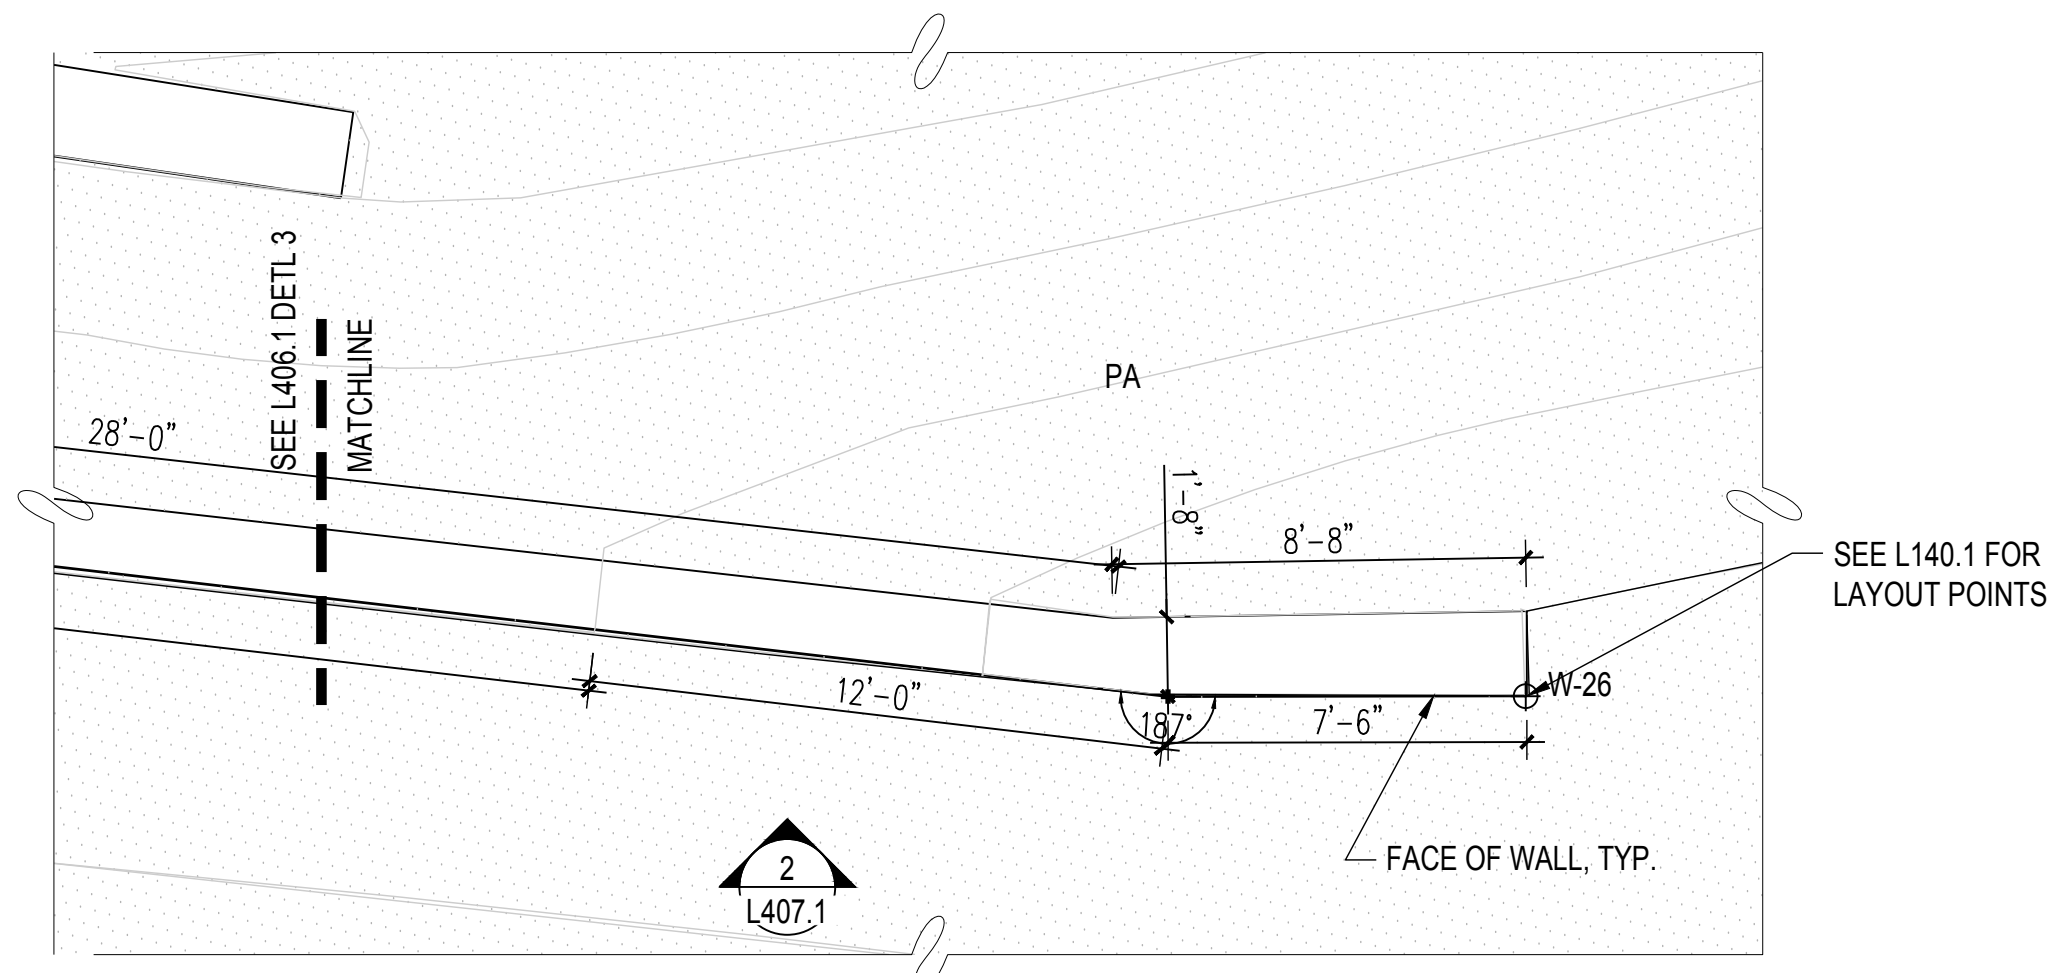 SEE L406.1 DETL 3
MATCHLINE
PA
28'-0"
1'-8"
8'-8"
SEE L140.1 FOR
LAYOUT POINTS
W-26
12'-0"
187°
7'-6"
FACE OF WALL, TYP.
2
L407.1